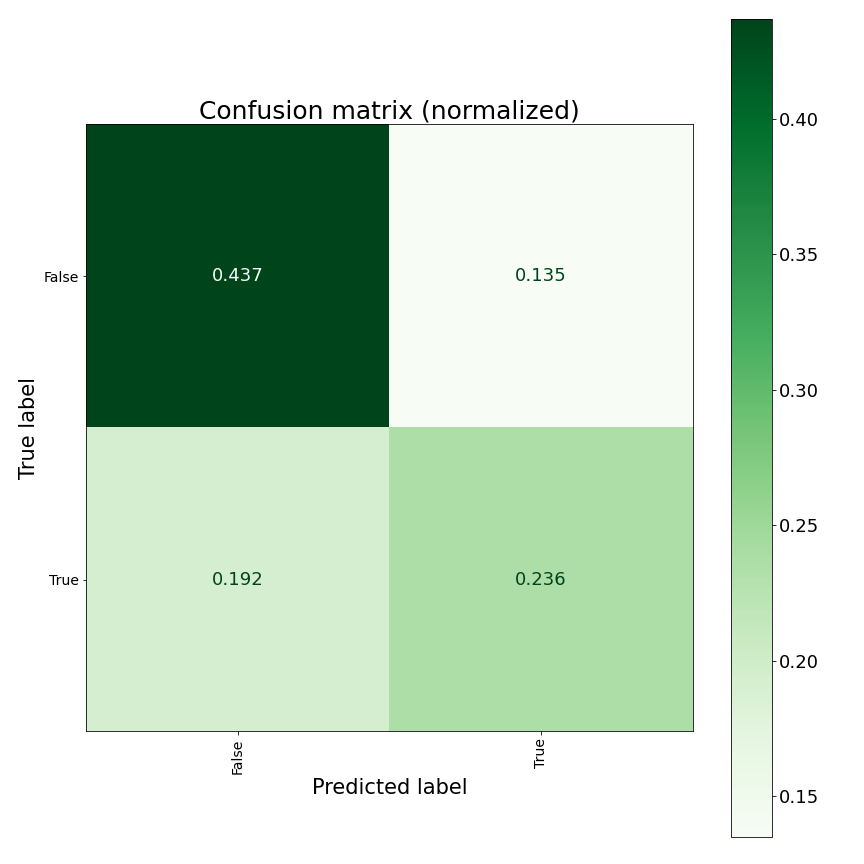 Confusion matrix (normalized)
True label
False
0.437
0.135
True
0.192
0.236
False
True
Predicted label
0.40
0.35
0.30
0.25
0.20
0.15